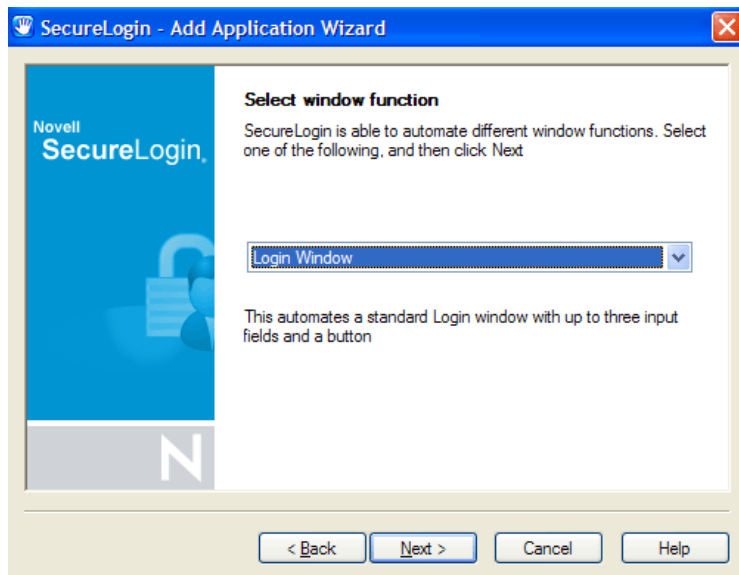 SecureLogin - Add Application Wizard
Select window function
Novell
SecureLogin®
SecureLogin is able to automate different window functions. Select
one of the following, and then click Next
Login Window
This automates a standard Login window with up to three input
fields and a button
N
< Back
Next >
Cancel
Help